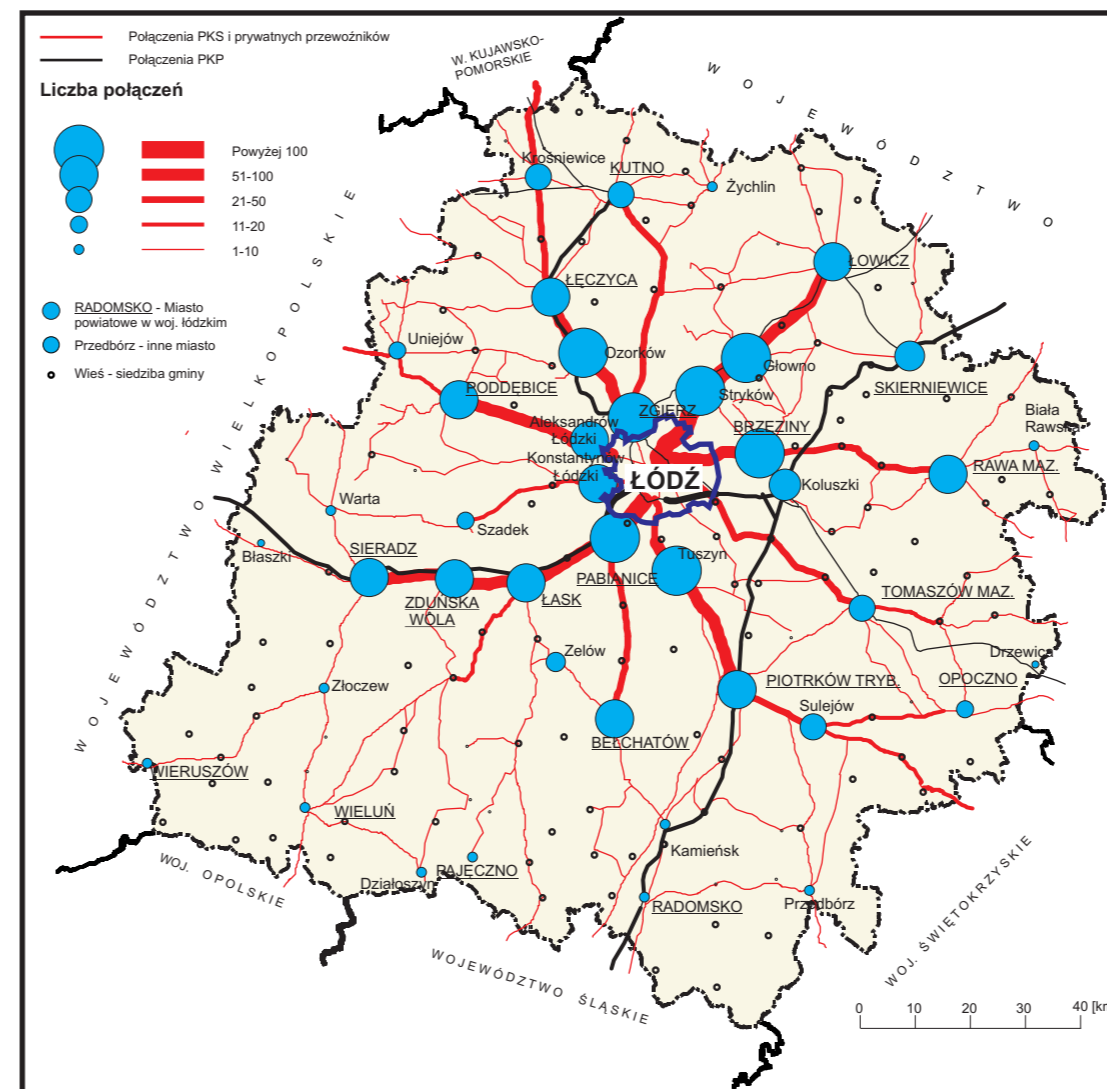 Połączenia PKS i prywatnych przewoźników
Połączenia PKP
Liczba połączeń
Powyżej 100
51-100
21-50
11-20
1-10
RADOMSKO - Miasto
powiatowe w woj. łódzkim
Przedbórz - inne miasto
Wieś - siedziba gminy
W. KUJAWSKO-
POMORSKIE
WOJEWÓDZTWO
WOJEWÓDZTWO WIELKOPOLSKIE
Krośniewice
KUTNO
Żychlin
ŁOWICZ
ŁĘCZYCA
Uniejów
Ozorków
Głowno
SKIERNIEWICE
PODDĘBICE
Stryków
ZGIERZ
Aleksandrów
Łódzki
BRZEZINY
Biała
Rawska
Konstantynów
Łódzki
ŁÓDŹ
Koluszki
RAWA MAZ.
Warta
Szadek
Błaszki
SIERADZ
Tuszyn
PABIANICE
ZDUŃSKA
WOLA
ŁASK
TOMASZÓW MAZ.
Drzewica
Zelów
Złoczew
PIOTRKÓW TRYB.
OPOCZNO
Sulejów
BEŁCHATÓW
WIERUSZÓW
WIELUŃ
Kamieńsk
WOJ. OPOLSKIE
Działoszyn
PAJĘCZNO
RADOMSKO
Przedbórz
WOJEWÓDZTWO ŚLĄSKIE
WOJ. ŚWIĘTOKRZYSKIE
0 10 20 30 40 [km